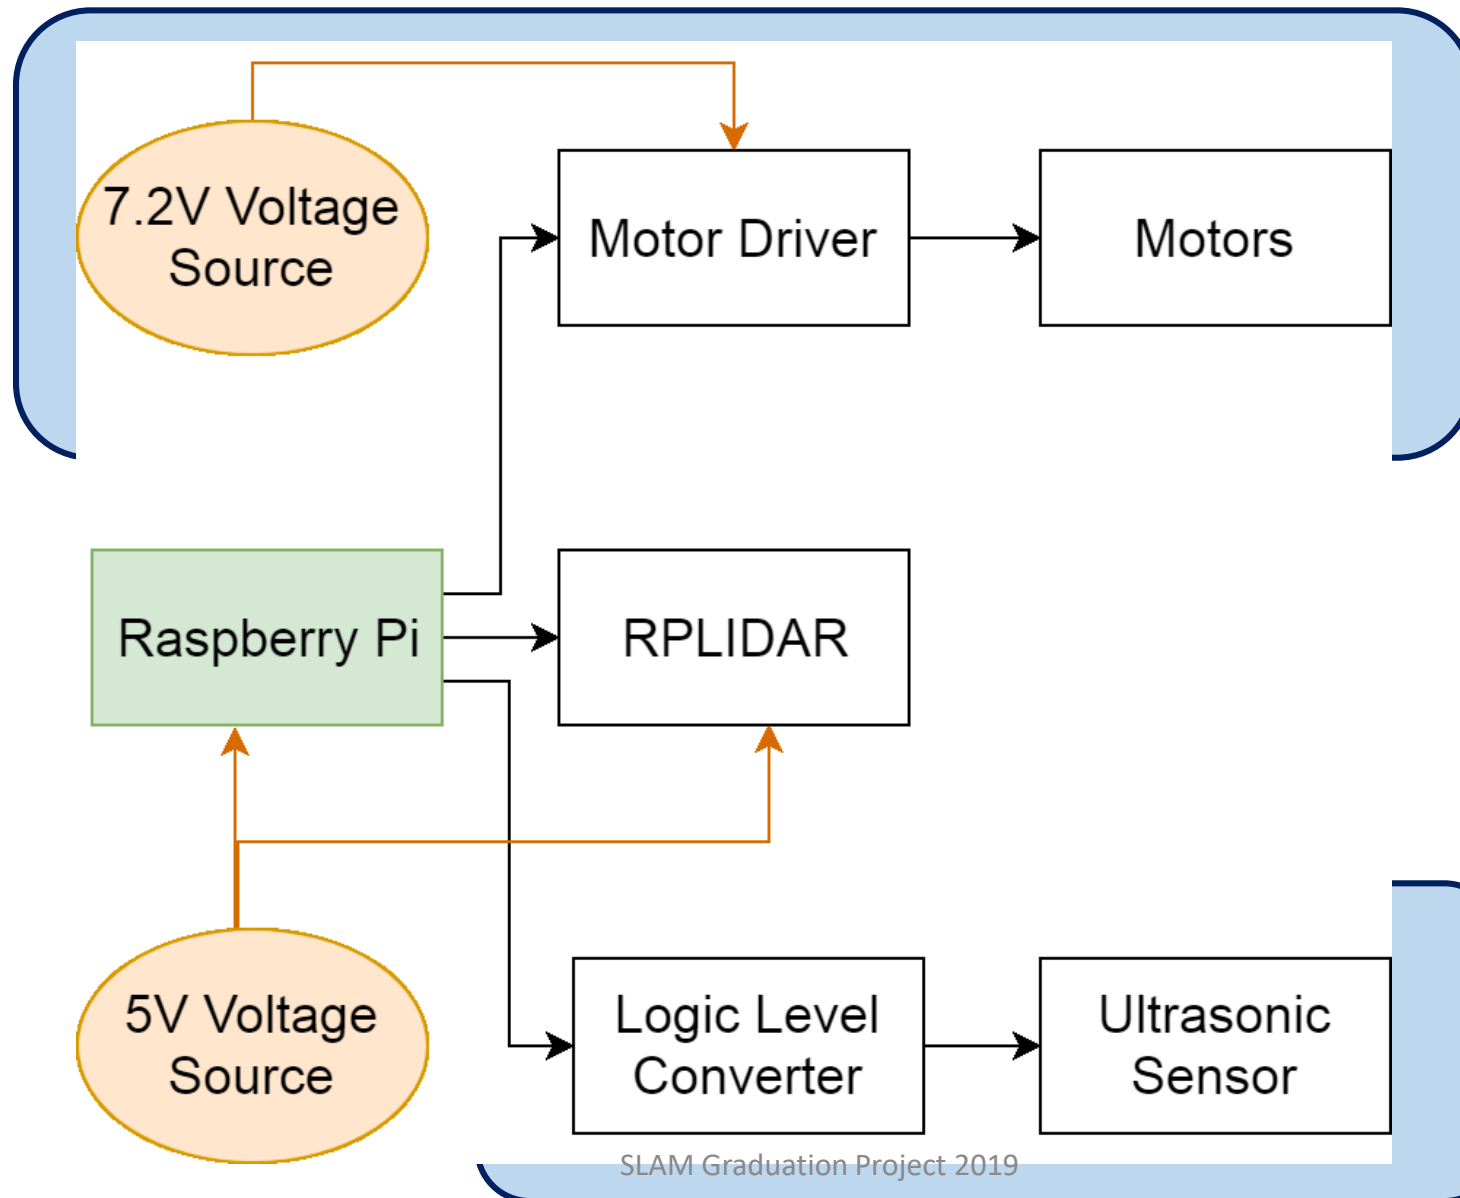 7.2V Voltage
Source
Motor Driver
Motors
Raspberry Pi
RPLIDAR
5V Voltage
Source
Logic Level
Converter
Ultrasonic
Sensor
SLAM Graduation Project 2019